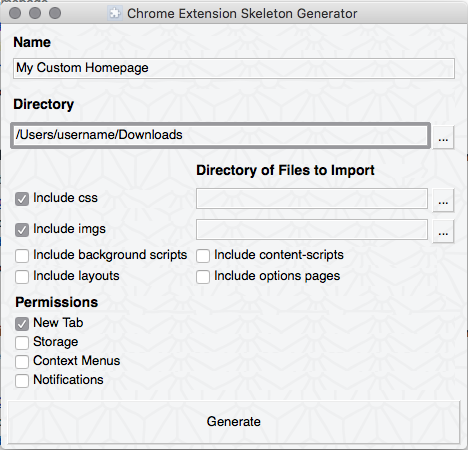 Chrome Extension Skeleton Generator
Name
My Custom Homepage
Directory
/Users/username/Downloads
...
Directory of Files to Import
Include css
...
Include imgs
...
Include background scripts
Include content-scripts
Include layouts
Include options pages
Permissions
New Tab
Storage
Context Menus
Notifications
Generate